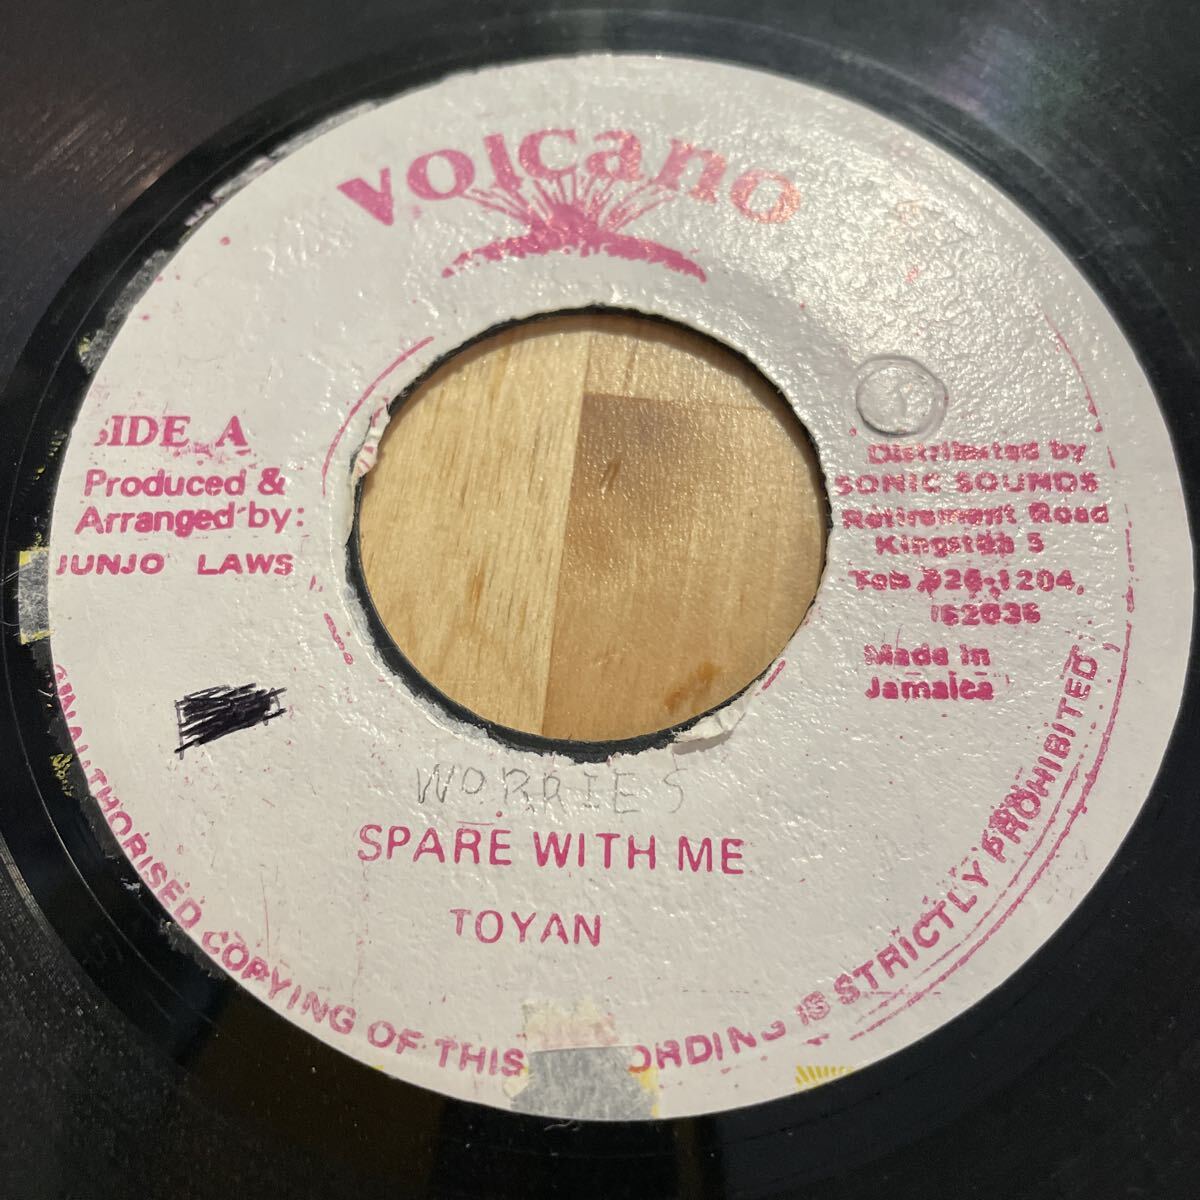 Volcano
SIDE A
Produced &
Arranged by:
JUNJO LAWS
Distributed by
SONIC SOUNDS
Retirement Road
Kingston 5
Made in
Jamaica
WORRIES
SPARE WITH ME
TOYAN
UNAUTHORISED COPYING OF THIS RECORDING IS STRICTLY PROHIBITED